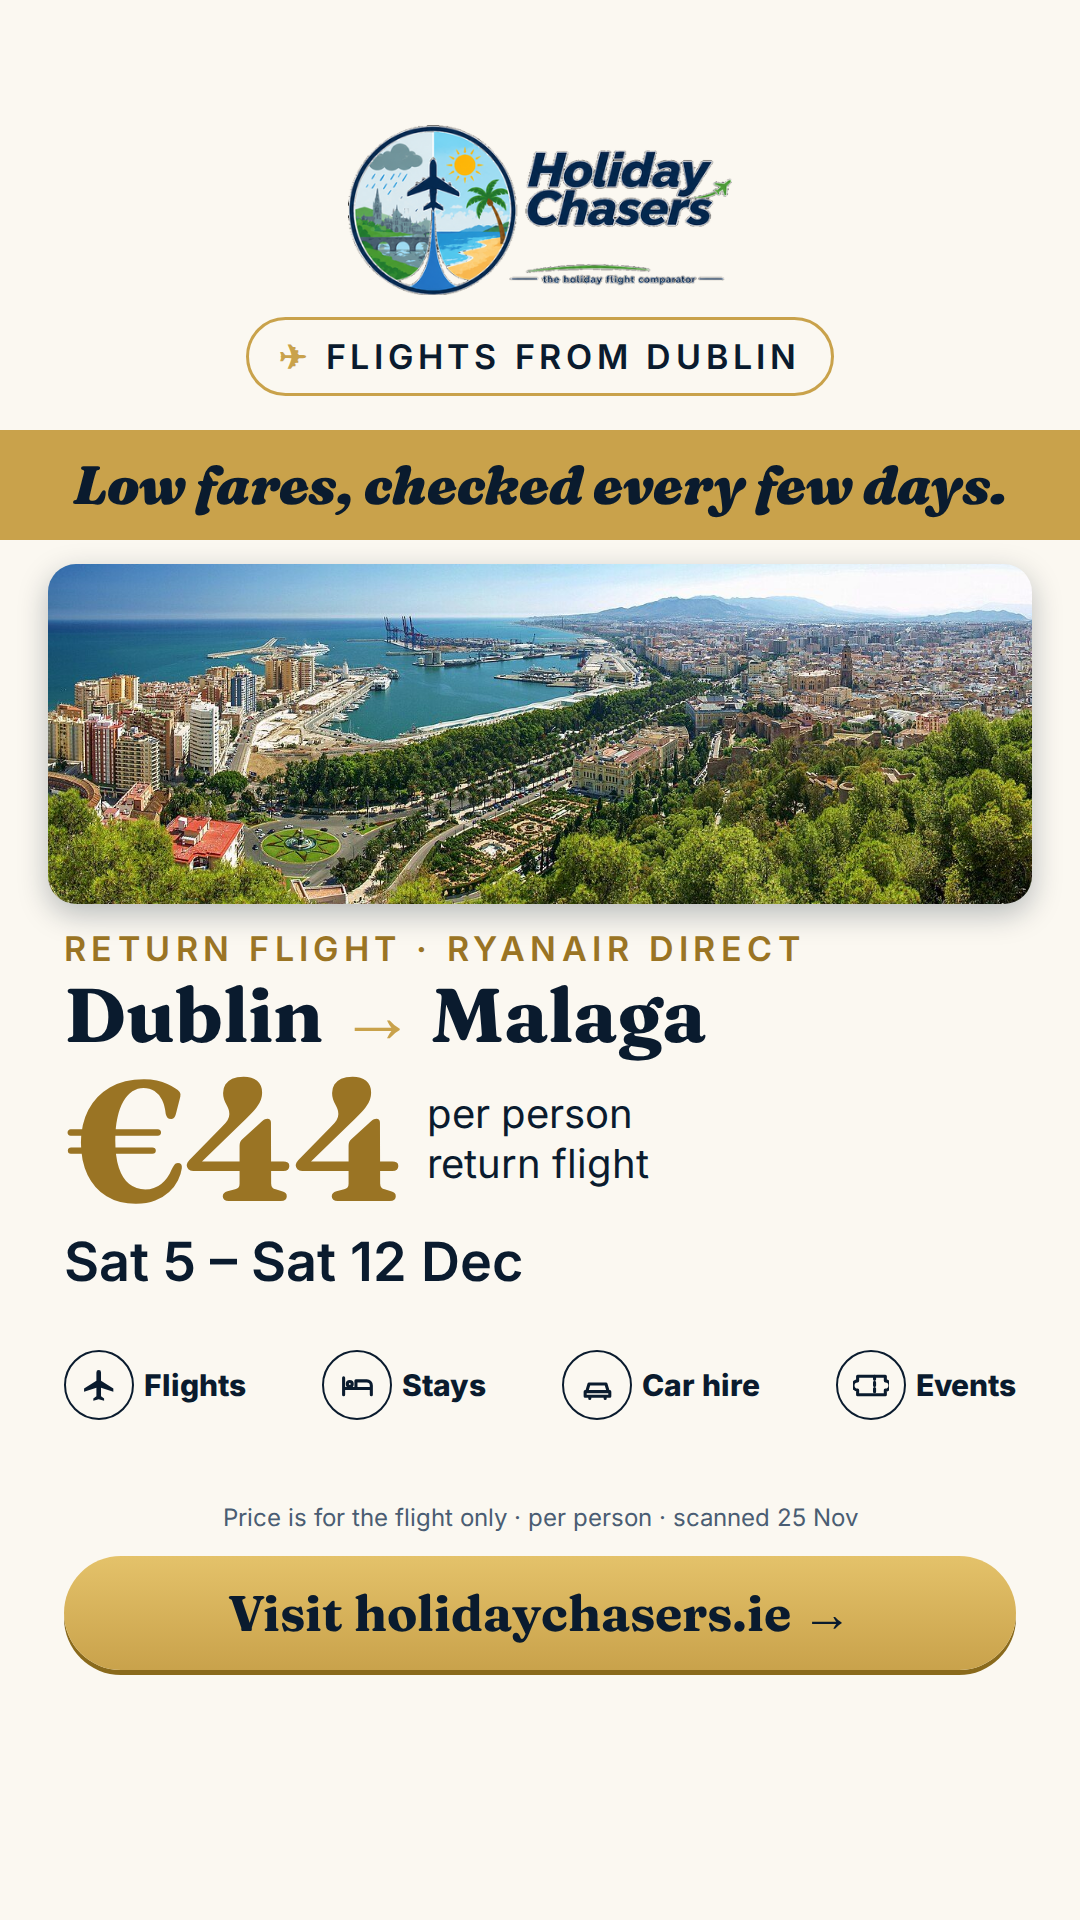 Holiday
Chasers
the holiday flight comparator
✈ FLIGHTS FROM DUBLIN
Low fares, checked every few days.
RETURN FLIGHT · RYANAIR DIRECT
Dublin → Malaga
€44 per person
return flight
Sat 5 – Sat 12 Dec
Flights Stays Car hire Events
Price is for the flight only · per person · scanned 25 Nov
Visit holidaychasers.ie →